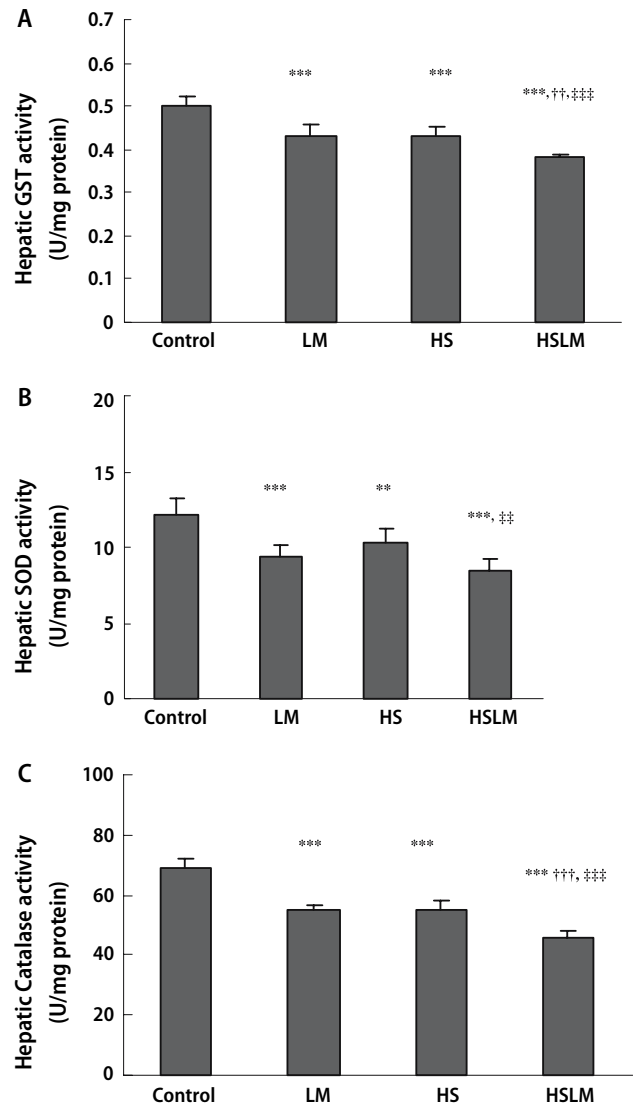 A
Hepatic GST activity
(U/mg protein)
0.7
0.6
0.5
0.4
0.3
0.2
0.1
0
***
***
***,††,‡‡‡
Control LM HS HSLM
B
Hepatic SOD activity
(U/mg protein)
20
15
10
5
0
***
**
***, ‡‡
Control LM HS HSLM
C
Hepatic Catalase activity
(U/mg protein)
100
80
60
40
20
0
***
***
*** †††, ‡‡‡
Control LM HS HSLM